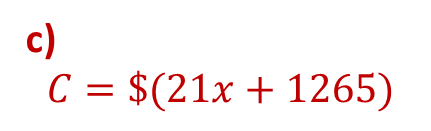 c)
C = $(21x + 1265)